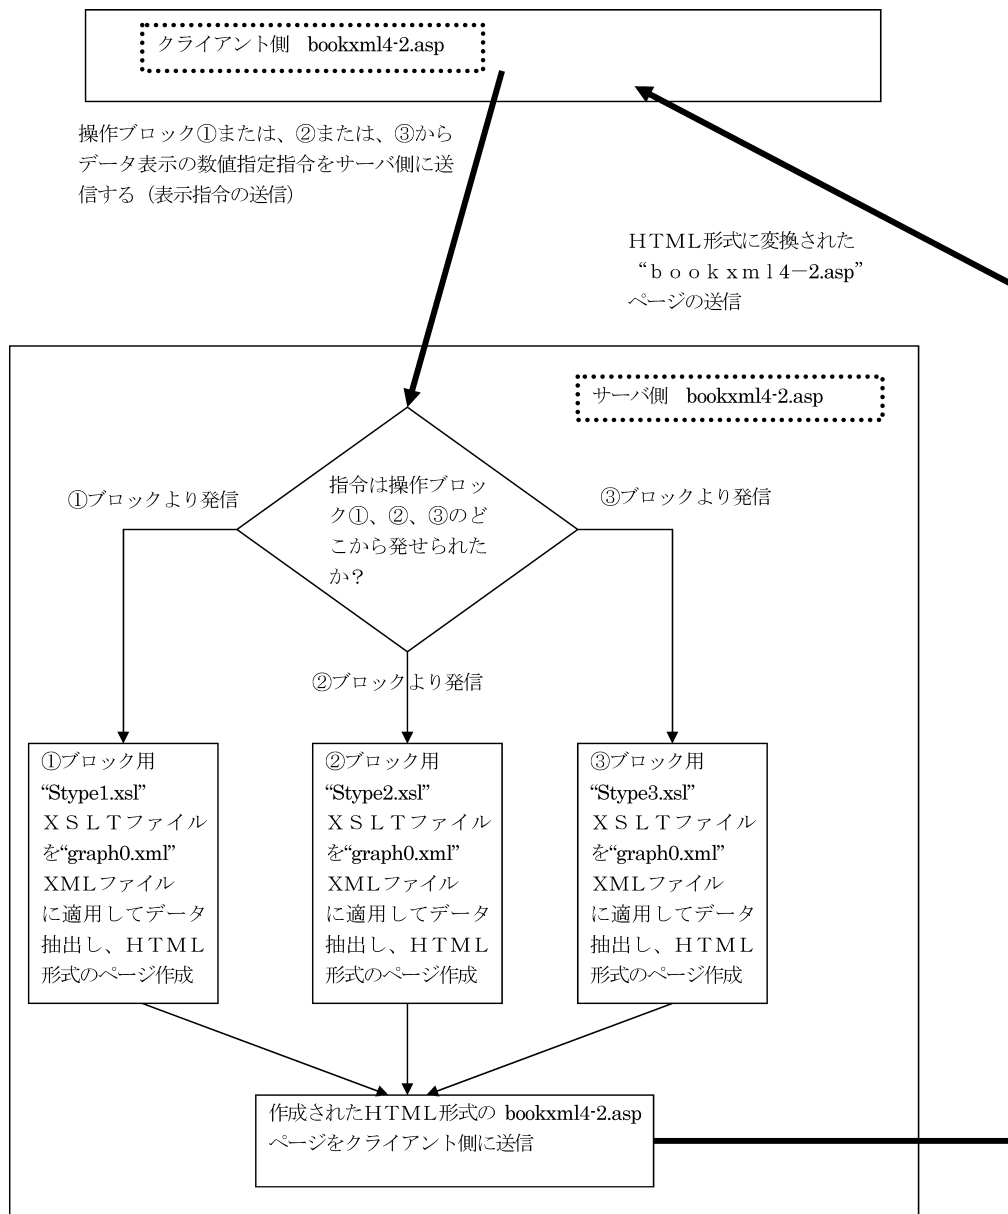 クライアント側　bookxml4-2.asp
操作ブロック①または、②または、③から
データ表示の数値指定指令をサーバ側に送
信する（表示指令の送信）
ＨＴＭＬ形式に変換された
“ｂｏｏｋｘｍｌ４－2.asp”
ページの送信
サーバ側　bookxml4-2.asp
指令は操作ブロッ
ク①、②、③のど
こから発せられた
か？
①ブロックより発信
③ブロックより発信
②ブロックより発信
①ブロック用
“Stype1.xsl”
ＸＳＬＴファイル
を“graph0.xml”
ＸＭＬファイル
に適用してデータ
抽出し、ＨＴＭＬ
形式のページ作成
②ブロック用
“Stype2.xsl”
ＸＳＬＴファイル
を“graph0.xml”
ＸＭＬファイル
に適用してデータ
抽出し、ＨＴＭＬ
形式のページ作成
③ブロック用
“Stype3.xsl”
ＸＳＬＴファイル
を“graph0.xml”
ＸＭＬファイル
に適用してデータ
抽出し、ＨＴＭＬ
形式のページ作成
作成されたＨＴＭＬ形式の bookxml4-2.asp
ページをクライアント側に送信